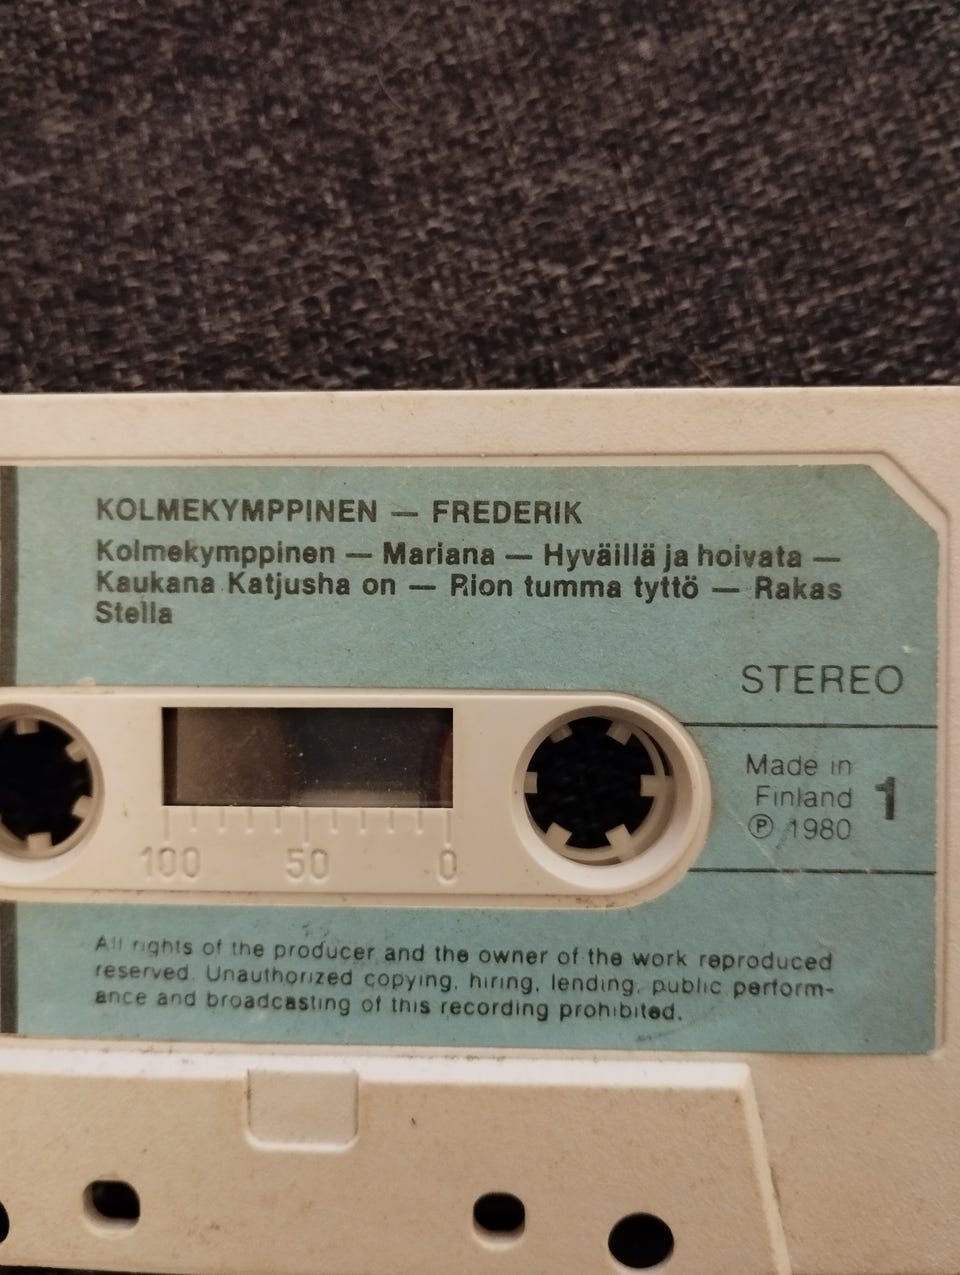 KOLMEKYMPPINEN — FREDERIK
Kolmekymppinen — Mariana — Hyväillä ja hoivata —
Kaukana Katjusha on — Rion tumma tyttö — Rakas
Stella
STEREO
Made in
Finland
℗ 1980
1
100 50 0
All rights of the producer and the owner of the work reproduced
reserved. Unauthorized copying, hiring, lending, public perform-
ance and broadcasting of this recording prohibited.